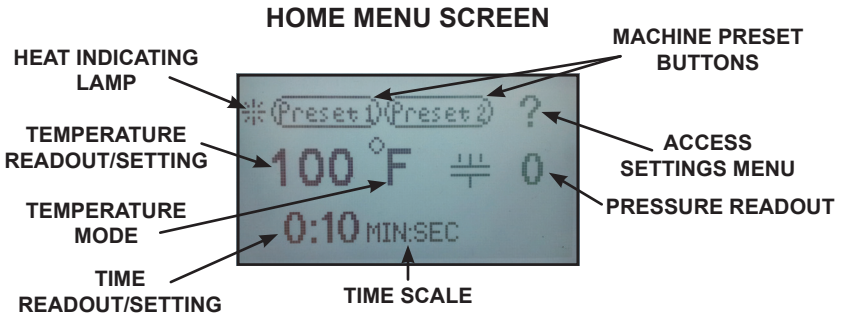 HOME MENU SCREEN
HEAT INDICATING
LAMP
MACHINE PRESET
BUTTONS
Preset 1 Preset 2 ?
TEMPERATURE
READOUT/SETTING
100 °F 0
ACCESS
SETTINGS MENU
PRESSURE READOUT
TEMPERATURE
MODE
0:10 MIN:SEC
TIME
READOUT/SETTING
TIME SCALE